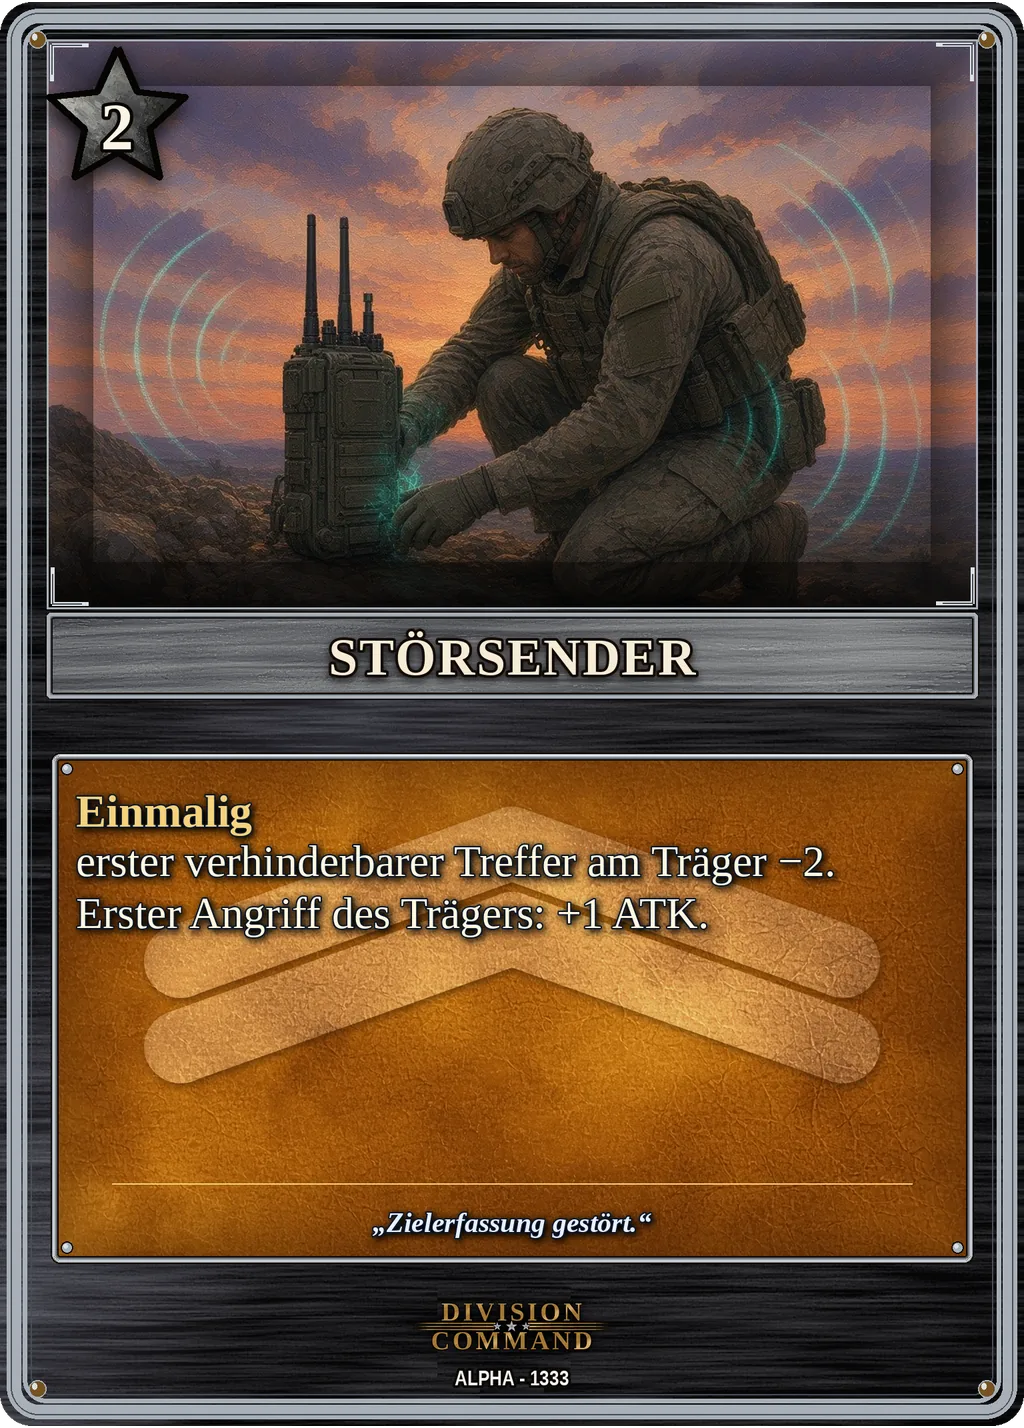 2
STÖRSENDER
Einmalig
erster verhinderbarer Treffer am Träger −2.
Erster Angriff des Trägers: +1 ATK.
„Zielerfassung gestört.“
DIVISION
COMMAND
ALPHA - 1333